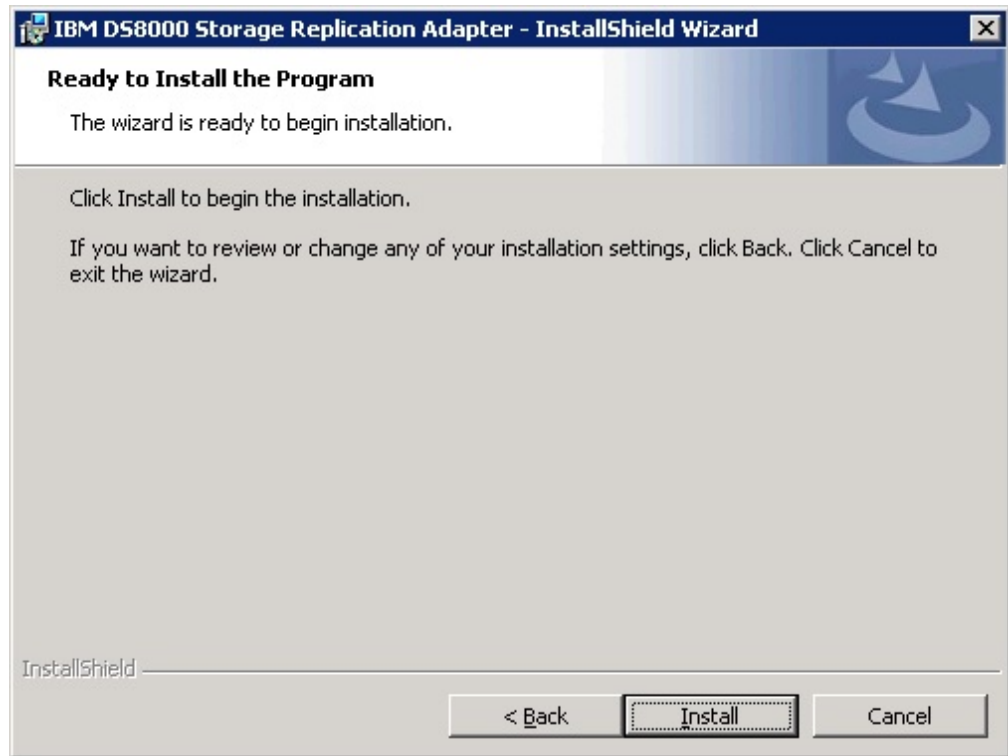 IBM DS8000 Storage Replication Adapter - InstallShield Wizard
Ready to Install the Program
The wizard is ready to begin installation.
Click Install to begin the installation.
If you want to review or change any of your installation settings, click Back. Click Cancel to
exit the wizard.
InstallShield
< Back
Install
Cancel